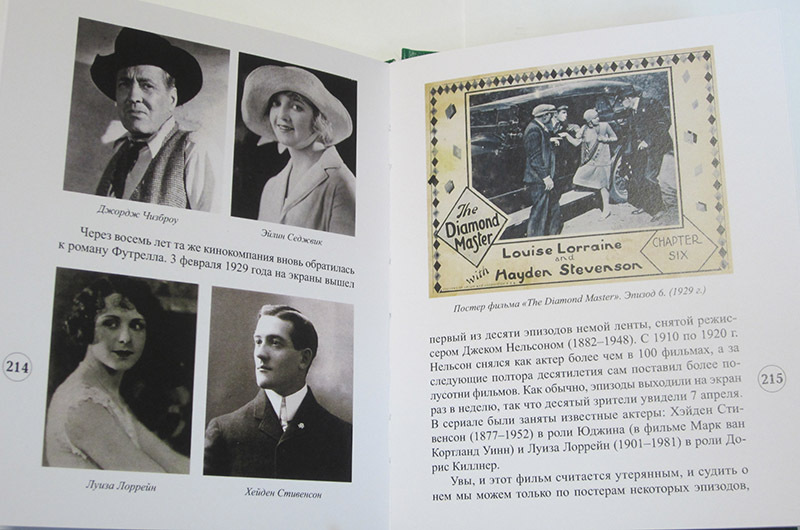 Джордж Чизброу
Эйлин Седжвик
Через восемь лет та же кинокомпания вновь обратилась
к роману Футрелла. 3 февраля 1929 года на экраны вышел
214
Луиза Лоррейн
Хейден Стивенсон
The
Diamond
Master
with
Louise Lorraine
and
Hayden Stevenson
CHAPTER
SIX
Постер фильма «The Diamond Master». Эпизод 6. (1929 г.)
первый из десяти эпизодов немой ленты, снятой режис-
сером Джеком Нельсоном (1882–1948). С 1910 по 1920 г.
Нельсон снялся как актер более чем в 100 фильмах, а за
следующие полтора десятилетия сам поставил более по-
лусотни фильмов. Как обычно, эпизоды выходили на экран
раз в неделю, так что десятый зрители увидели 7 апреля.
В сериале были заняты известные актеры: Хэйден Сти-
венсон (1877–1952) в роли Юджина (в фильме Марк ван
Кортланд Уинн) и Луиза Лоррейн (1901–1981) в роли До-
рис Киллнер.
Увы, и этот фильм считается утерянным, и судить о
нем мы можем только по постерам некоторых эпизодов,
215